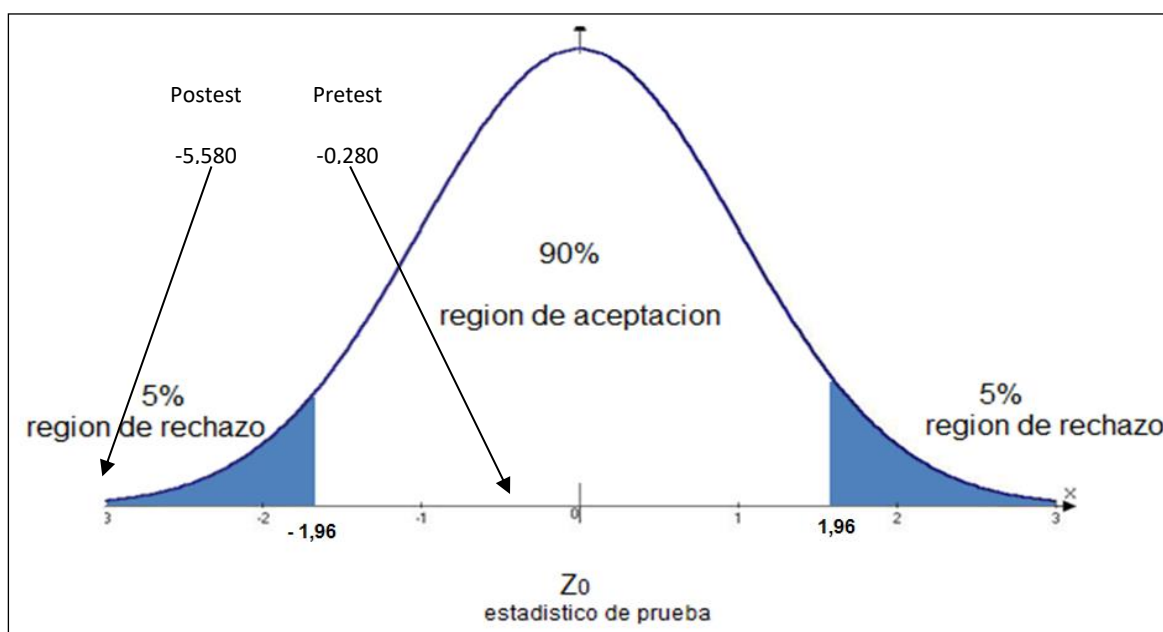 Postest Pretest
-5,580 -0,280
90%
region de aceptacion
5%
region de rechazo
5%
region de rechazo
3 -2 -1 0 1 2 3 x
- 1,96 1,96
Z0
estadistico de prueba